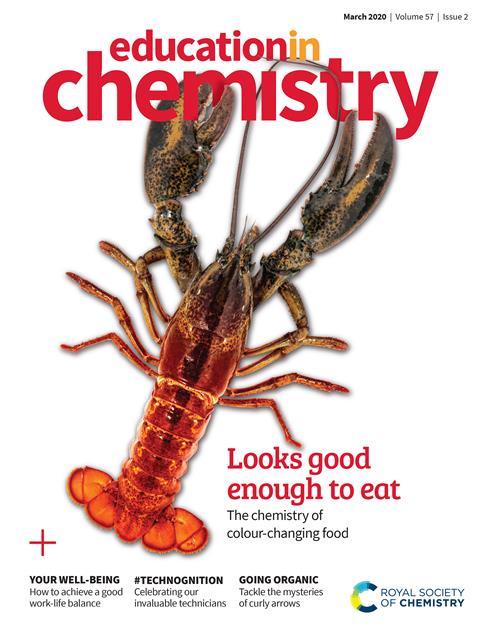 March 2020 | Volume 57 | Issue 2
educationin
chemistry
Looks good
enough to eat
The chemistry of
colour-changing food
YOUR WELL-BEING
How to achieve a good
work-life balance
#TECHNOGNITION
Celebrating our
invaluable technicians
GOING ORGANIC
Tackle the mysteries
of curly arrows
ROYAL SOCIETY
OF CHEMISTRY